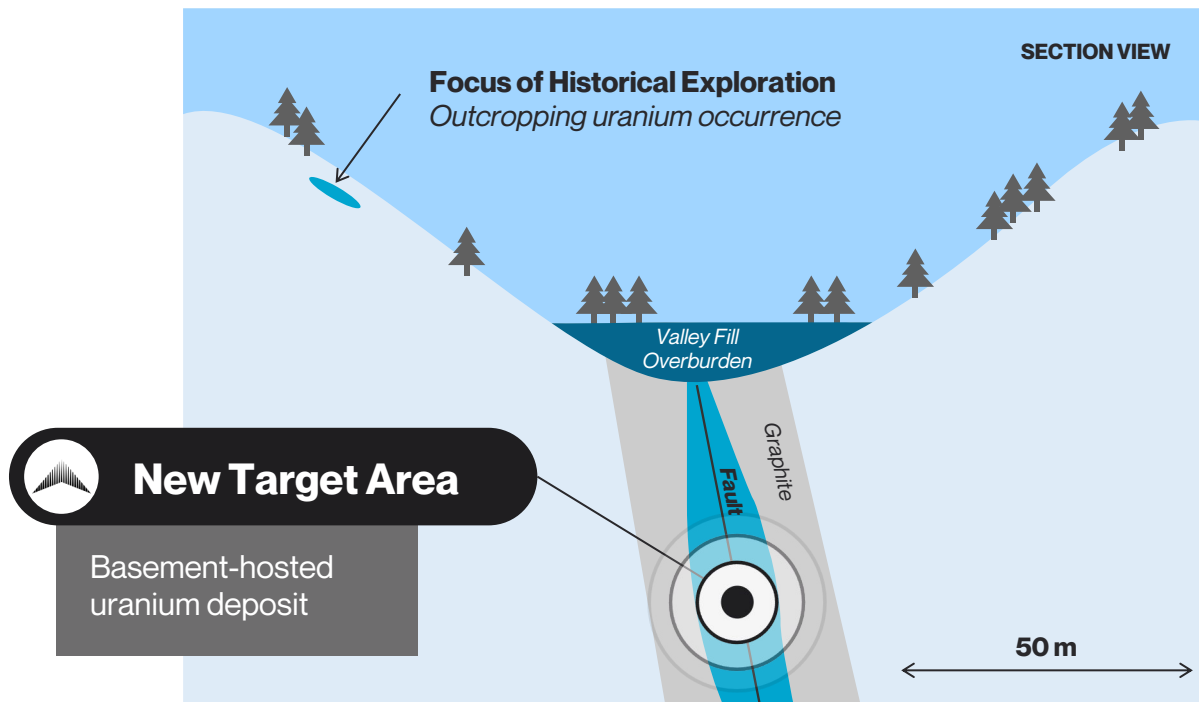 SECTION VIEW
Focus of Historical Exploration
Outcropping uranium occurrence
Valley Fill
Overburden
Graphite
Fault
New Target Area
Basement-hosted
uranium deposit
50 m